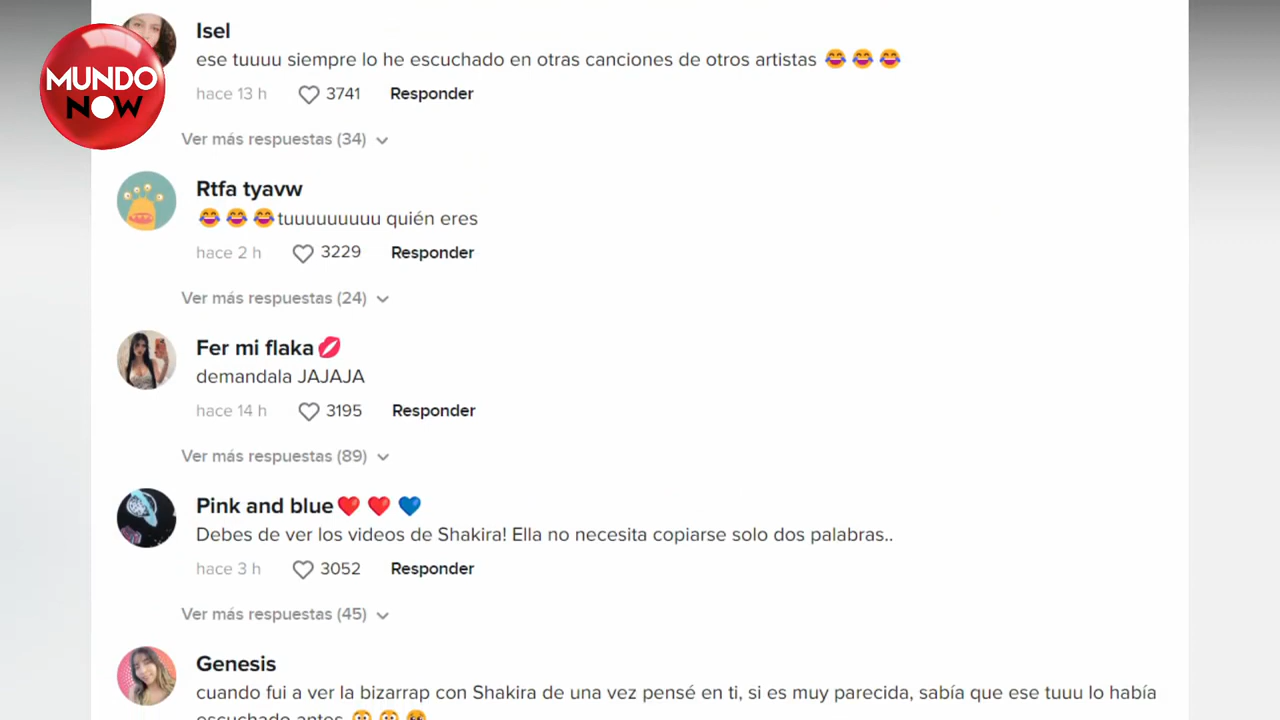 MUNDO
NOW
Isel
ese tuuuu siempre lo he escuchado en otras canciones de otros artistas 😂 😂 😂
hace 13 h 3741 Responder
Ver más respuestas (34)
Rtfa tyavw
😂 😂 😂tuuuuuuuuu quién eres
hace 2 h 3229 Responder
Ver más respuestas (24)
Fer mi flaka💋
demandala JAJAJA
hace 14 h 3195 Responder
Ver más respuestas (89)
Pink and blue❤️ ❤️ 💙
Debes de ver los videos de Shakira! Ella no necesita copiarse solo dos palabras..
hace 3 h 3052 Responder
Ver más respuestas (45)
Genesis
cuando fui a ver la bizarrap con Shakira de una vez pensé en ti, si es muy parecida, sabía que ese tuuu lo había
escuchado antes